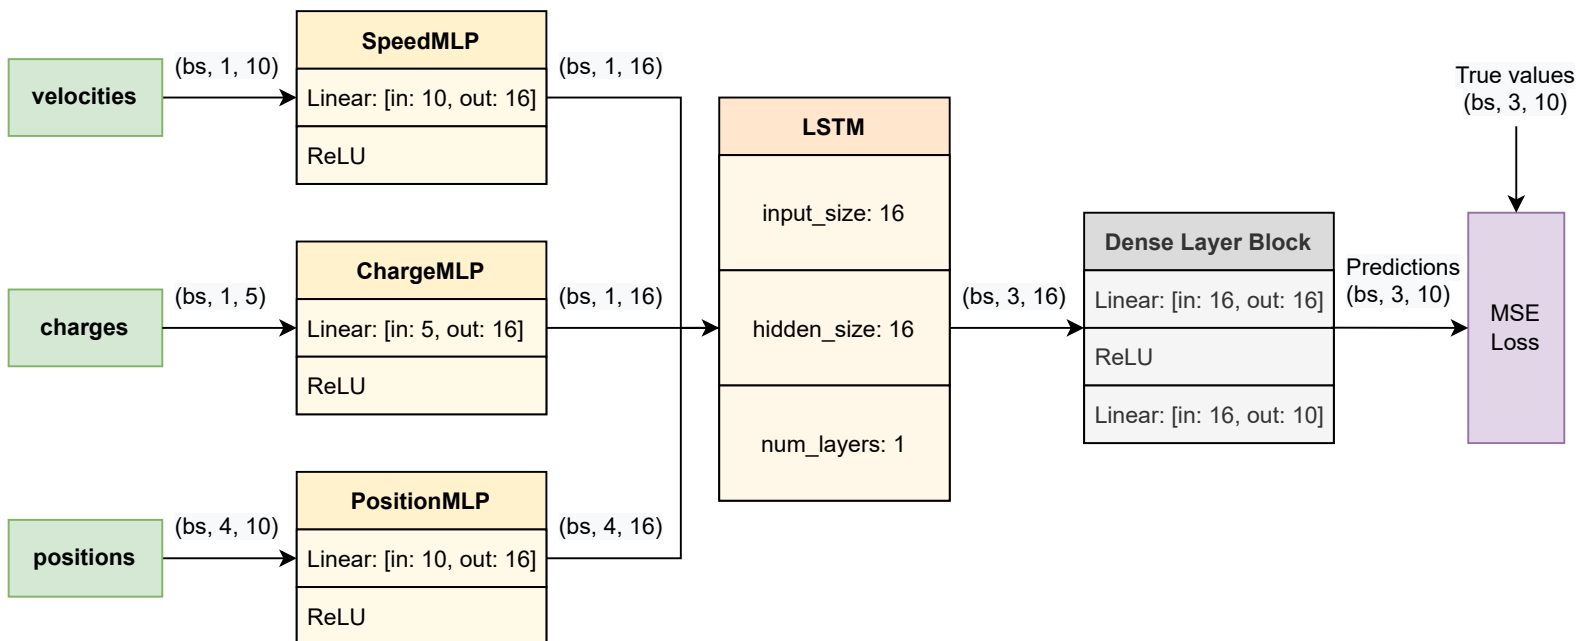 velocities
(bs, 1, 10)
SpeedMLP
Linear: [in: 10, out: 16]
ReLU
(bs, 1, 16)
charges
(bs, 1, 5)
ChargeMLP
Linear: [in: 5, out: 16]
ReLU
(bs, 1, 16)
positions
(bs, 4, 10)
PositionMLP
Linear: [in: 10, out: 16]
ReLU
(bs, 4, 16)
LSTM
input_size: 16
hidden_size: 16
num_layers: 1
(bs, 3, 16)
Dense Layer Block
Linear: [in: 16, out: 16]
ReLU
Linear: [in: 16, out: 10]
Predictions
(bs, 3, 10)
True values
(bs, 3, 10)
MSE
Loss